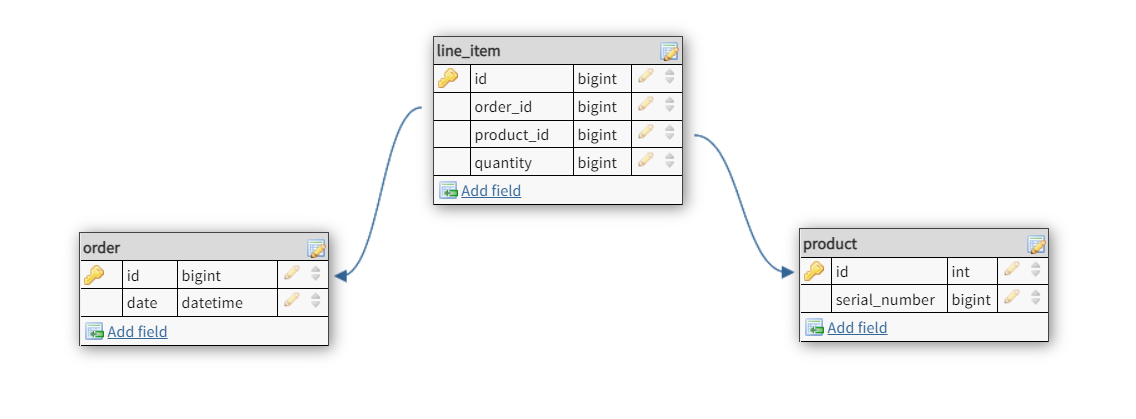 line_item
id bigint
order_id bigint
product_id bigint
quantity bigint
Add field
order
id bigint
date datetime
Add field
product
id int
serial_number bigint
Add field